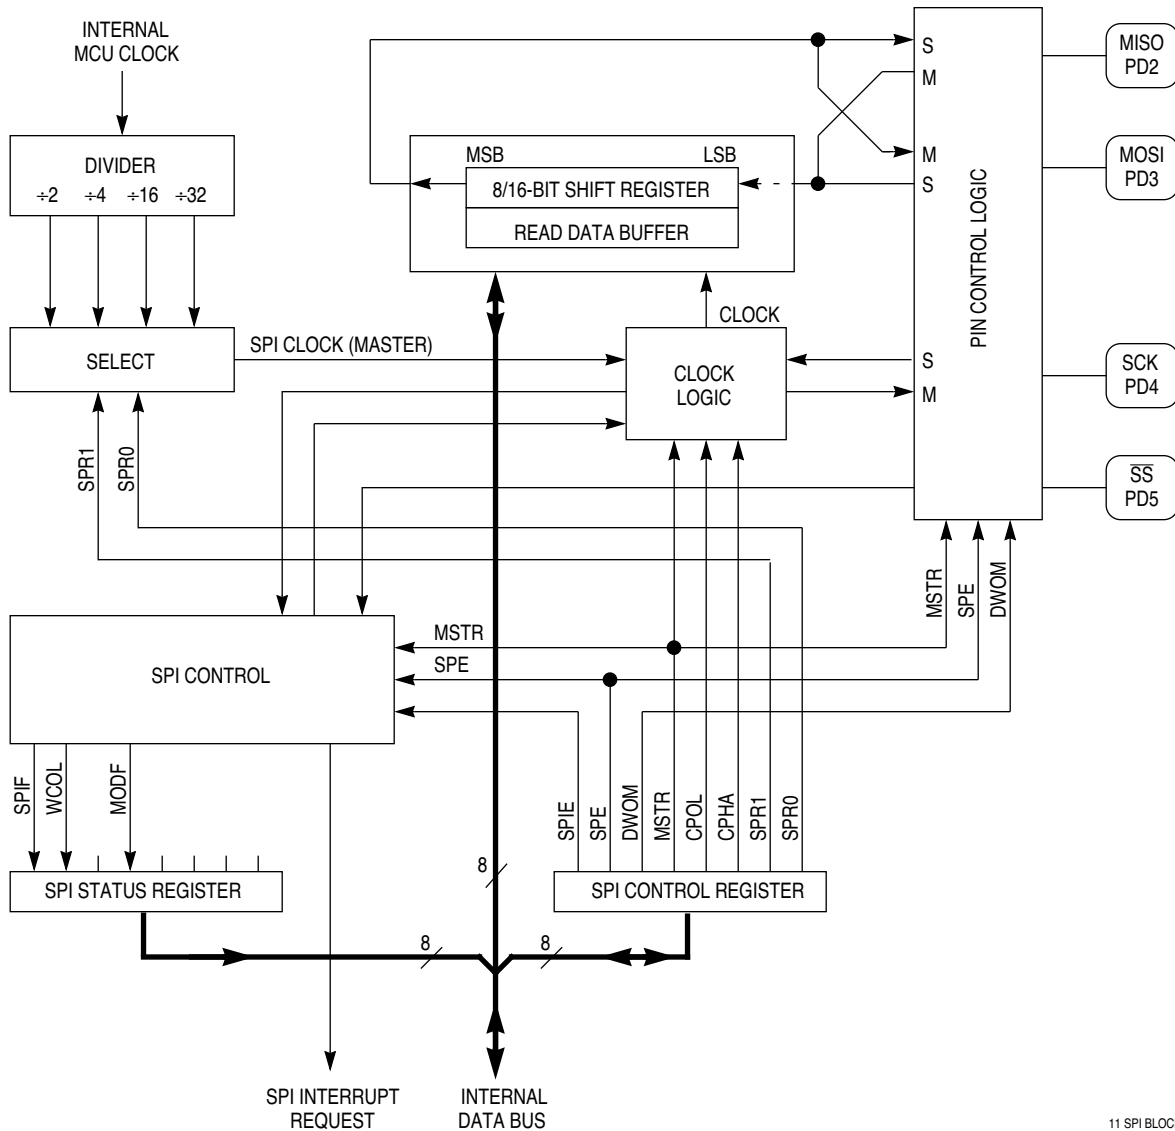 INTERNAL
MCU CLOCK
DIVIDER
÷2 ÷4 ÷16 ÷32
SELECT
SPI CLOCK (MASTER)
SPR1
SPR0
MSB LSB
8/16-BIT SHIFT REGISTER
READ DATA BUFFER
CLOCK
CLOCK
LOGIC
S
M
M
S
S
M
PIN CONTROL LOGIC
MISO
PD2
MOSI
PD3
SCK
PD4
SS
PD5
MSTR
SPE
DWOM
SPI CONTROL
MSTR
SPE
SPIF
WCOL
MODF
SPIE
SPE
DWOM
MSTR
CPOL
CPHA
SPR1
SPR0
SPI STATUS REGISTER
8
SPI CONTROL REGISTER
8
8
SPI INTERRUPT
REQUEST
INTERNAL
DATA BUS
11 SPI BLOC